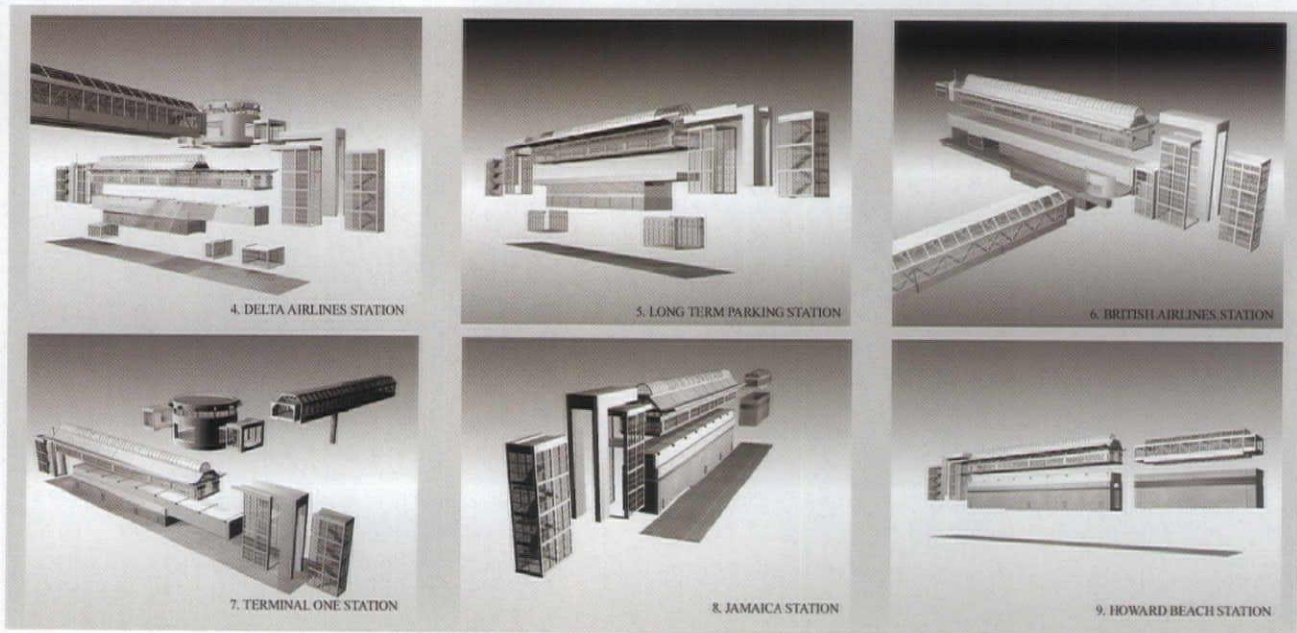 4. DELTA AIRLINES STATION
5. LONG TERM PARKING STATION
6. BRITISH AIRLINES STATION
7. TERMINAL ONE STATION
8. JAMAICA STATION
9. HOWARD BEACH STATION